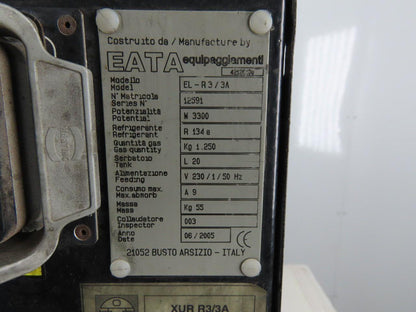 Costruito da / Manufacture by
EATA equipaggiamenti
Modello
Model
EL - R 3 / 3A
N° Matricola
Series N°
12591
Potenzialità
Potential
W 3300
Refrigerante
Refrigerant
R 134 a
Quantità gas
Gas quantity
Kg 1.250
Serbatoio
Tank
L 20
Alimentazione
Feeding
V 230 / 1 / 50 Hz
Consumo max.
Max. absorb
A 9
Massa
Mass
Kg 55
Collaudatore
Inspector
003
Anno
Date
06 / 2005
CE
21052 BUSTO ARSIZIO - ITALY
XUR R3/3A